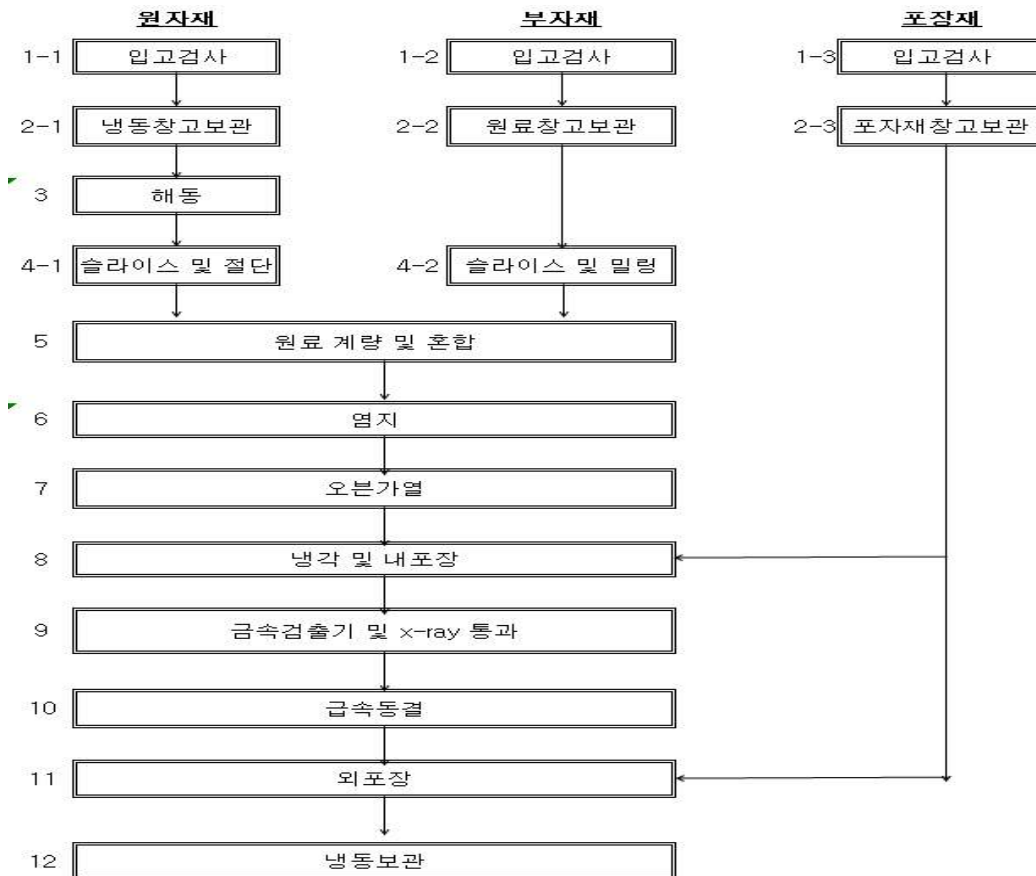 원자재 부자재 포장재
1-1 입고검사 1-2 입고검사 1-3 입고검사
2-1 냉동창고보관 2-2 원료창고보관 2-3 포자재창고보관
3 해동
4-1 슬라이스 및 절단 4-2 슬라이스 및 밀링
5 원료 계량 및 혼합
6 염지
7 오븐가열
8 냉각 및 내포장
9 금속검출기 및 x-ray 통과
10 급속동결
11 외포장
12 냉동보관